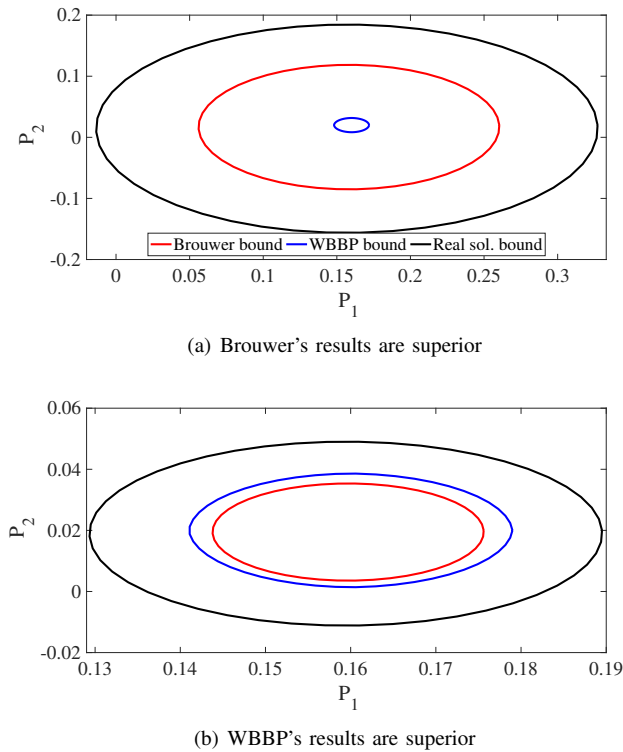 0.2
0.1
0
-0.1
-0.2
P2
Brouwer bound WBBP bound Real sol. bound
0 0.05 0.1 0.15 0.2 0.25 0.3
P1
(a) Brouwer's results are superior
0.06
0.04
0.02
0
-0.02
P2
0.13 0.14 0.15 0.16 0.17 0.18 0.19
P1
(b) WBBP's results are superior